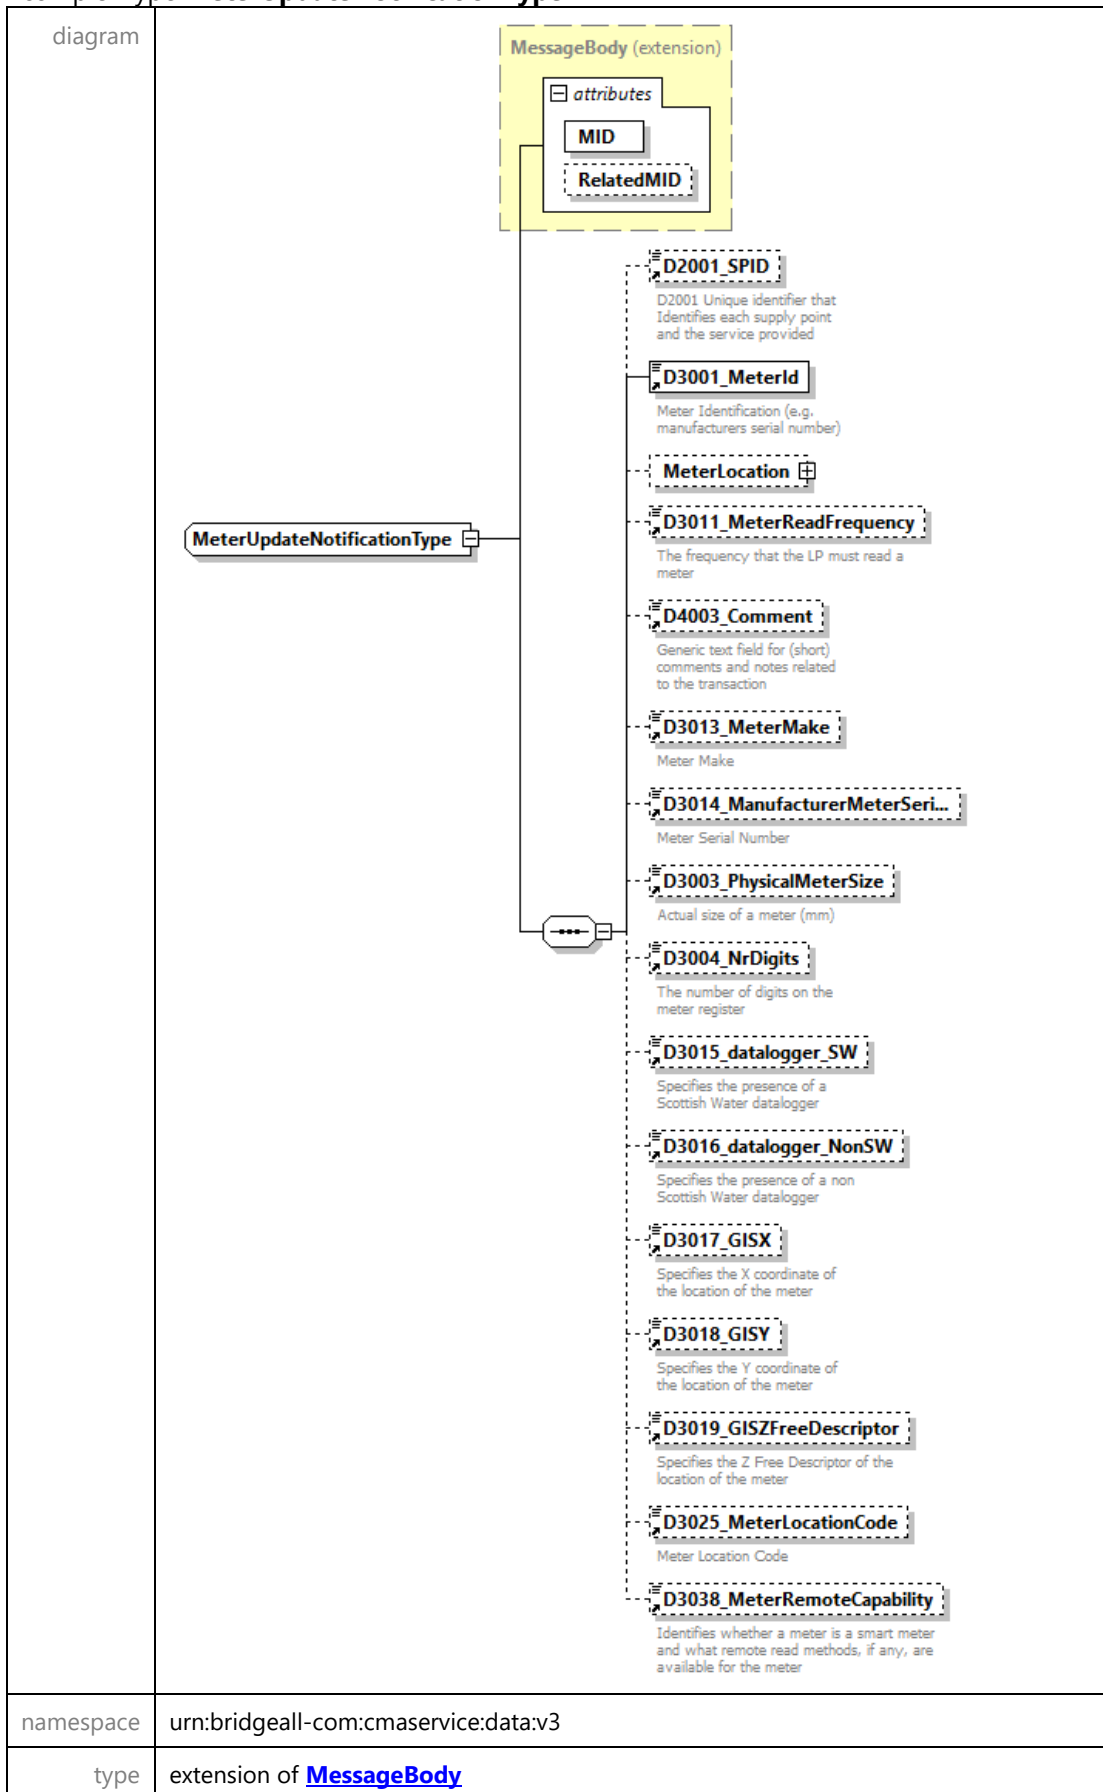 diagram
MessageBody (extension)
attributes
MID
RelatedMID
D2001_SPID
D2001 Unique identifier that
Identifies each supply point
and the service provided
D3001_MeterId
Meter Identification (e.g.
manufacturers serial number)
MeterLocation
D3011_MeterReadFrequency
The frequency that the LP must read a
meter
MeterUpdateNotificationType
D4003_Comment
Generic text field for (short)
comments and notes related
to the transaction
D3013_MeterMake
Meter Make
D3014_ManufacturerMeterSeri...
Meter Serial Number
D3003_PhysicalMeterSize
Actual size of a meter (mm)
D3004_NrDigits
The number of digits on the
meter register
D3015_datalogger_SW
Specifies the presence of a
Scottish Water datalogger
D3016_datalogger_NonSW
Specifies the presence of a non
Scottish Water datalogger
D3017_GISX
Specifies the X coordinate of
the location of the meter
D3018_GISY
Specifies the Y coordinate of
the location of the meter
D3019_GISZFreeDescriptor
Specifies the Z Free Descriptor of the
location of the meter
D3025_MeterLocationCode
Meter Location Code
D3038_MeterRemoteCapability
Identifies whether a meter is a smart meter
and what remote read methods, if any, are
available for the meter
namespace urn:bridgeall-com:cmaservice:data:v3
type extension of MessageBody